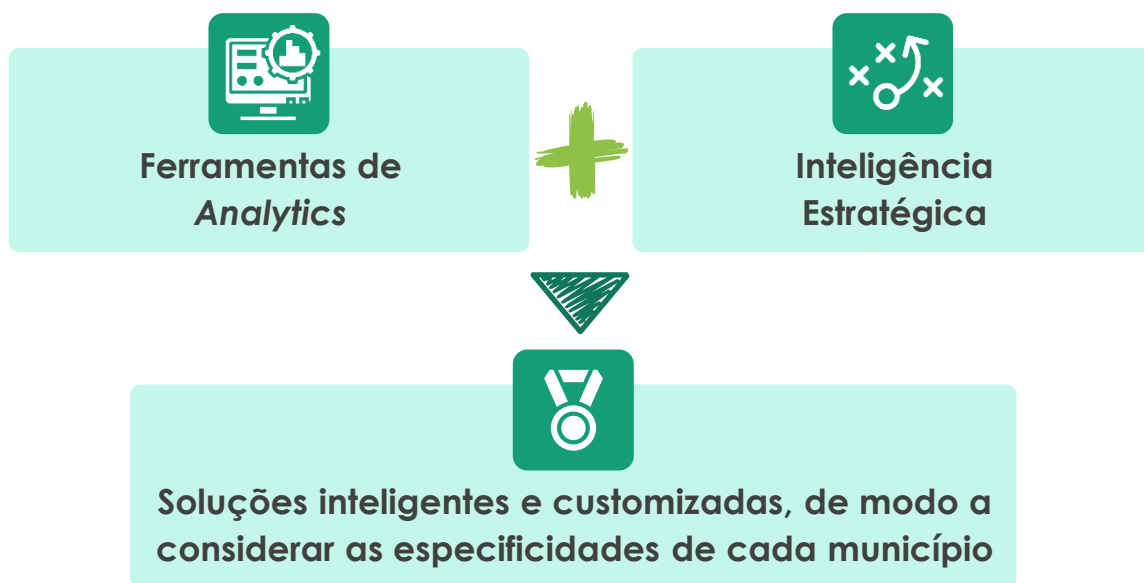 Ferramentas de
Analytics
Inteligência
Estratégica
Soluções inteligentes e customizadas, de modo a
considerar as especificidades de cada município